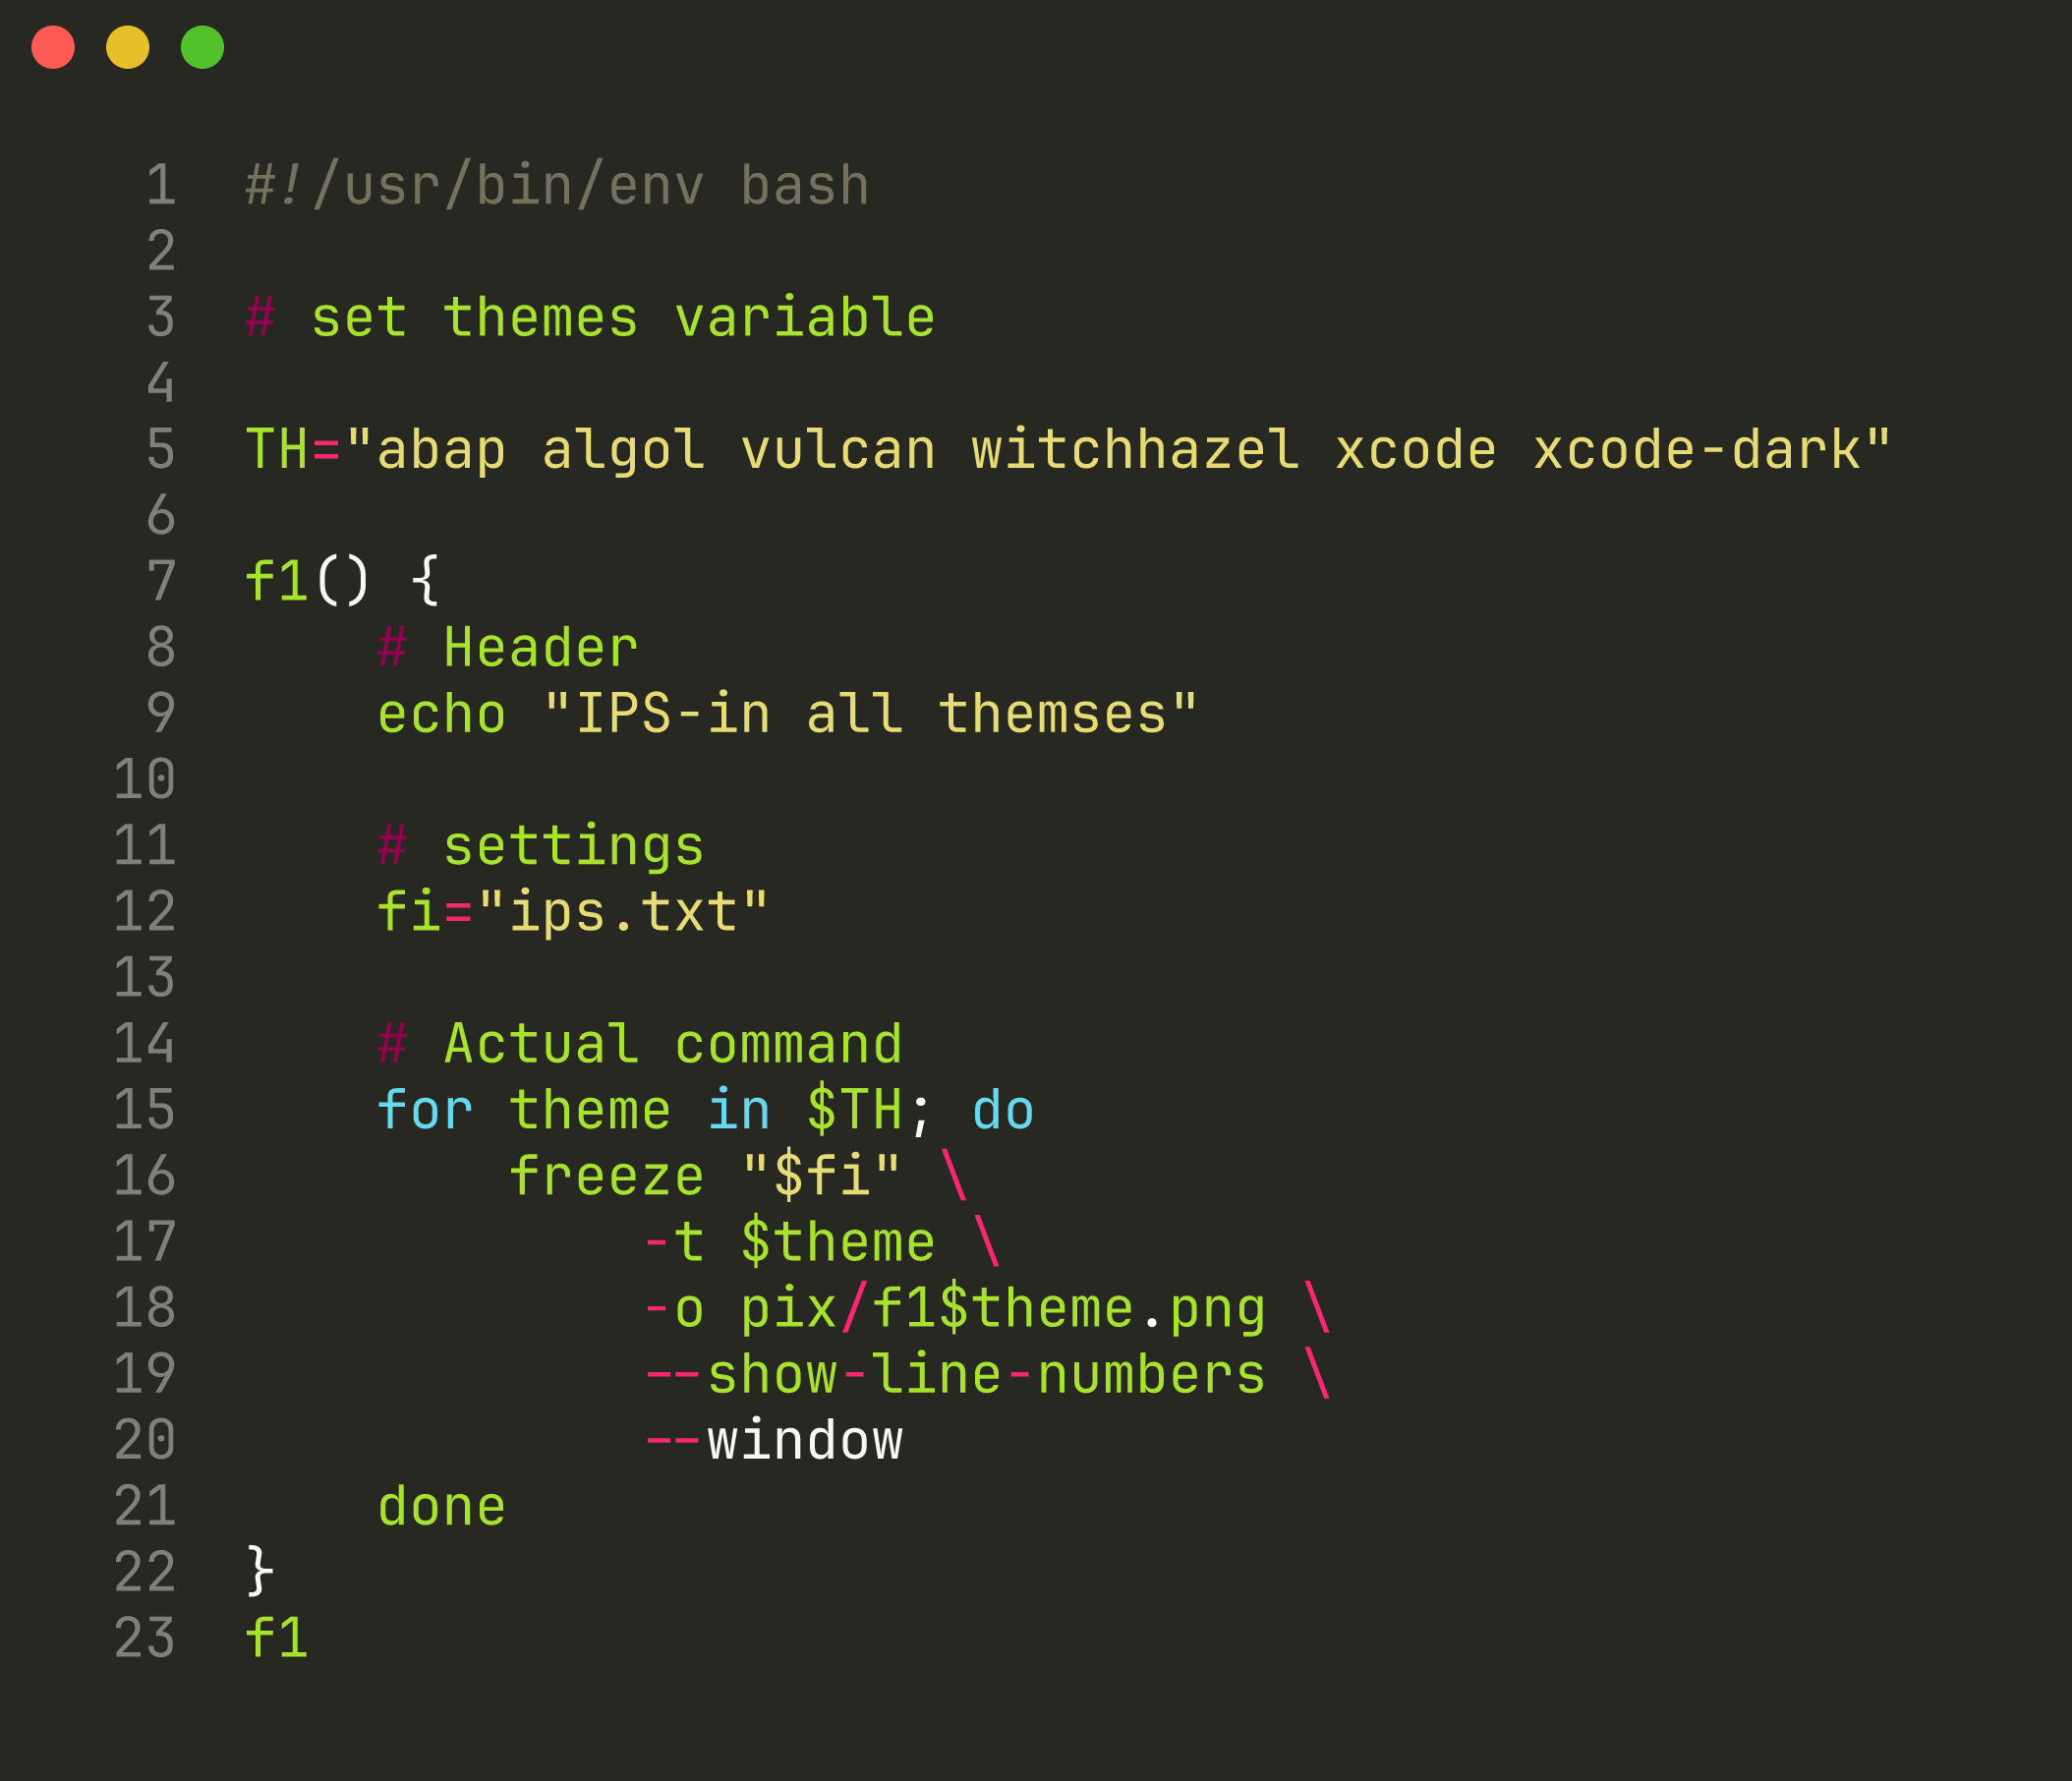 1 #!/usr/bin/env bash
2
3 # set themes variable
4
5 TH="abap algol vulcan witchhazel xcode xcode-dark"
6
7 f1() {
8     # Header
9     echo "IPS-in all themses"
10
11     # settings
12     fi="ips.txt"
13
14     # Actual command
15     for theme in $TH; do
16         freeze "$fi" \
17             -t $theme \
18             -o pix/f1$theme.png \
19             --show-line-numbers \
20             --window
21     done
22 }
23 f1